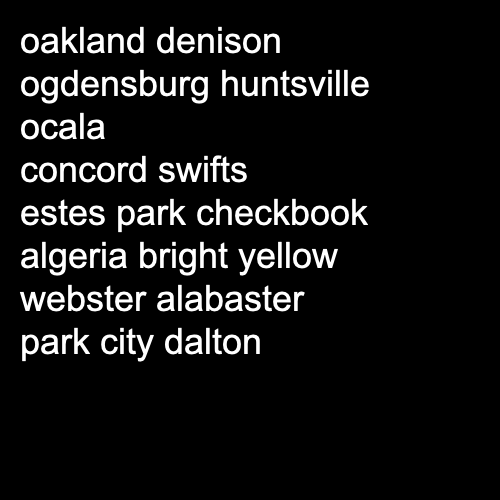 oakland denison
ogdensburg huntsville
ocala
concord swifts
estes park checkbook
algeria bright yellow
webster alabaster
park city dalton